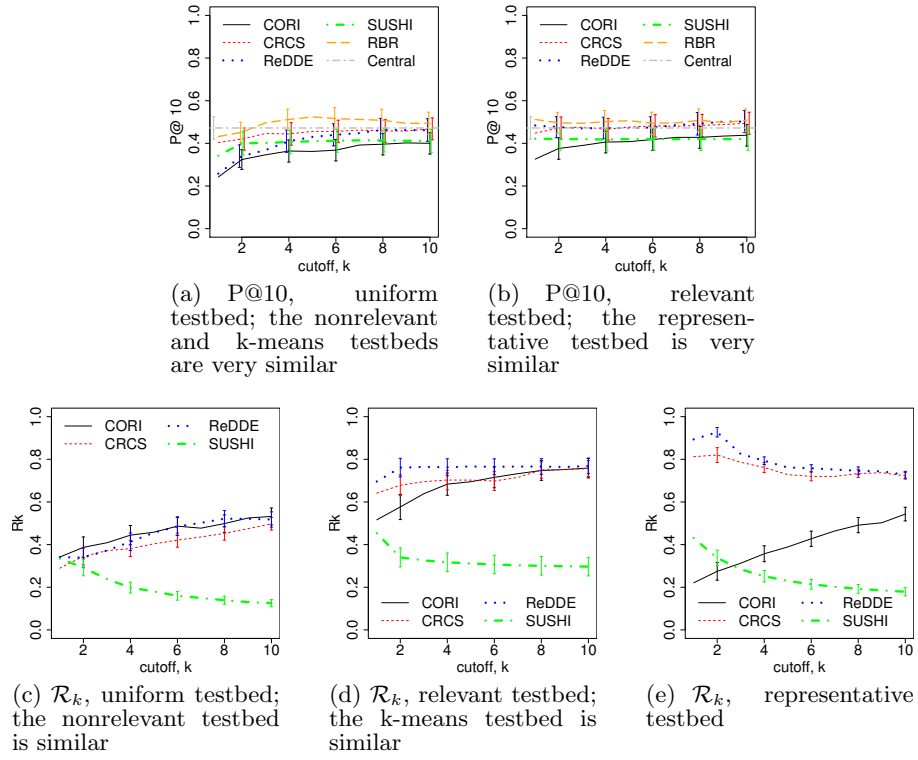 1.0
0.8
0.6
0.4
0.2
0.0
P@ 10
CORI
CRCS
ReDDE
SUSHI
RBR
Central
2 4 6 8 10
cutoff, k
(a) P@10, uniform
testbed; the nonrelevant
and k-means testbeds
are very similar
1.0
0.8
0.6
0.4
0.2
0.0
P@ 10
CORI
CRCS
ReDDE
SUSHI
RBR
Central
2 4 6 8 10
cutoff, k
(b) P@10, relevant
testbed; the represen-
tative testbed is very
similar
1.0
0.8
0.6
0.4
0.2
0.0
Rk
CORI
CRCS
ReDDE
SUSHI
2 4 6 8 10
cutoff, k
(c) $\mathcal{R}_k$, uniform testbed;
the nonrelevant testbed
is similar
1.0
0.8
0.6
0.4
0.2
0.0
Rk
CORI
CRCS
ReDDE
SUSHI
2 4 6 8 10
cutoff, k
(d) $\mathcal{R}_k$, relevant testbed;
the k-means testbed is
similar
1.0
0.8
0.6
0.4
0.2
0.0
Rk
CORI
CRCS
ReDDE
SUSHI
2 4 6 8 10
cutoff, k
(e) $\mathcal{R}_k$, representative
testbed